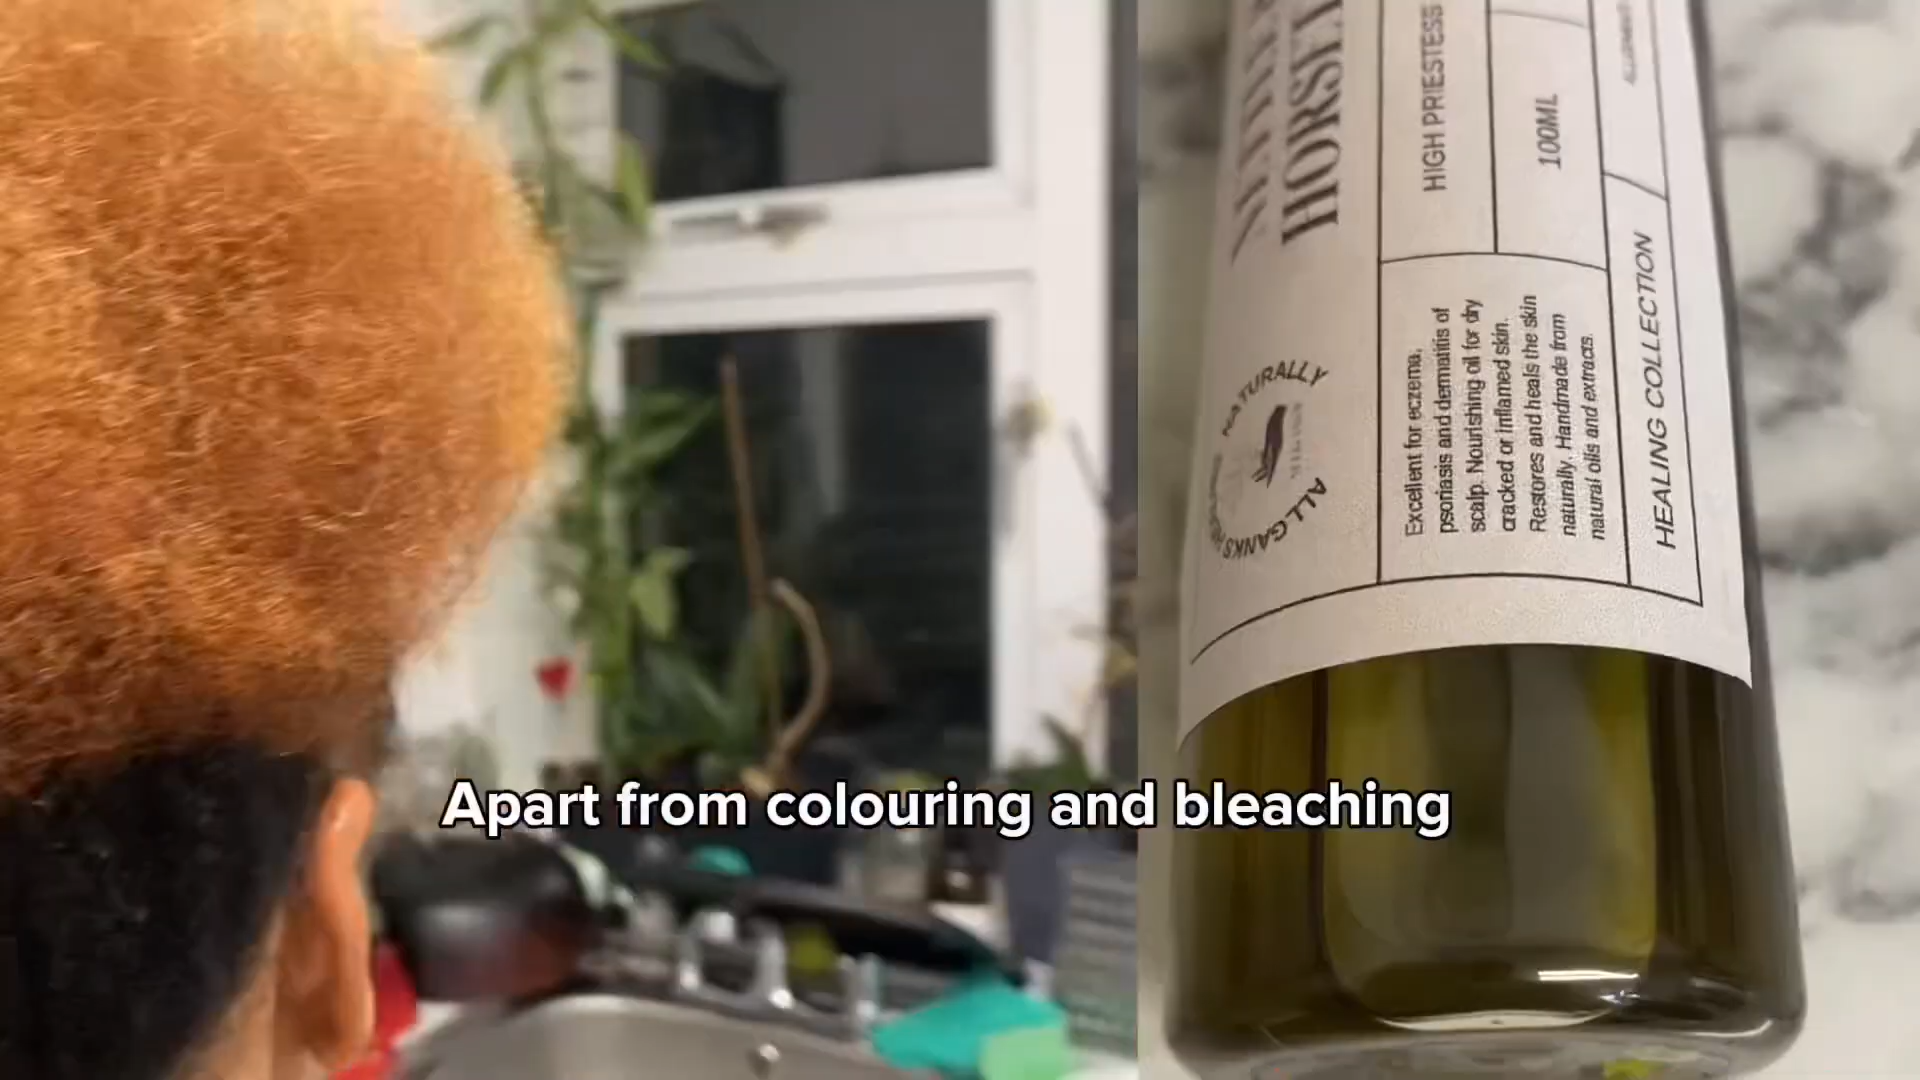 HORSET
HIGH PRIESTESS
100ML
NATURALLY
Excellent for eczema,
psoriasis and dermatitis of
scalp. Nourishing oil for dry
cracked or inflamed skin.
Restores and heals the skin
naturally. Handmade from
natural oils and extracts.
HEALING COLLECTION
Apart from colouring and bleaching